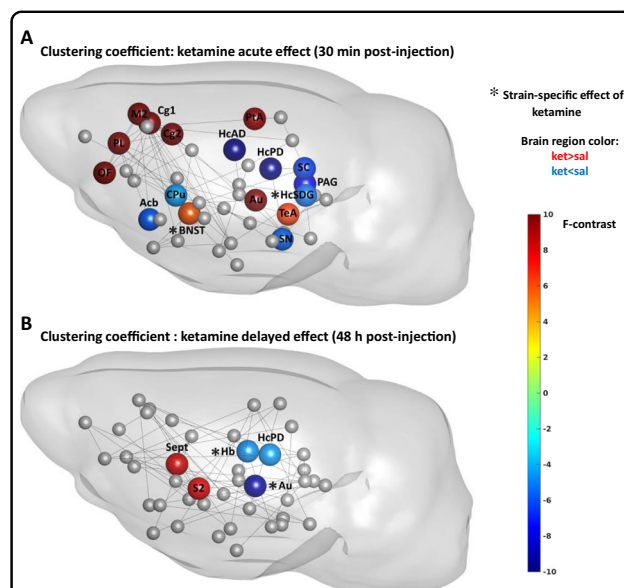 A
Clustering coefficient: ketamine acute effect (30 min post-injection)
* Strain-specific effect of
ketamine
Brain region color:
ket>sal
ket<sal
M2
Cg1
Cg2
PtA
PL
HcAD
HcPD
OF
SC
PAG
CPu
*HcSDG
Au
Acb
TeA
*BNST
SN
F-contrast
10
8
6
4
2
0
-2
-4
-6
-8
-10
B
Clustering coefficient : ketamine delayed effect (48 h post-injection)
Sept
*Hb
HcPD
S2
*Au